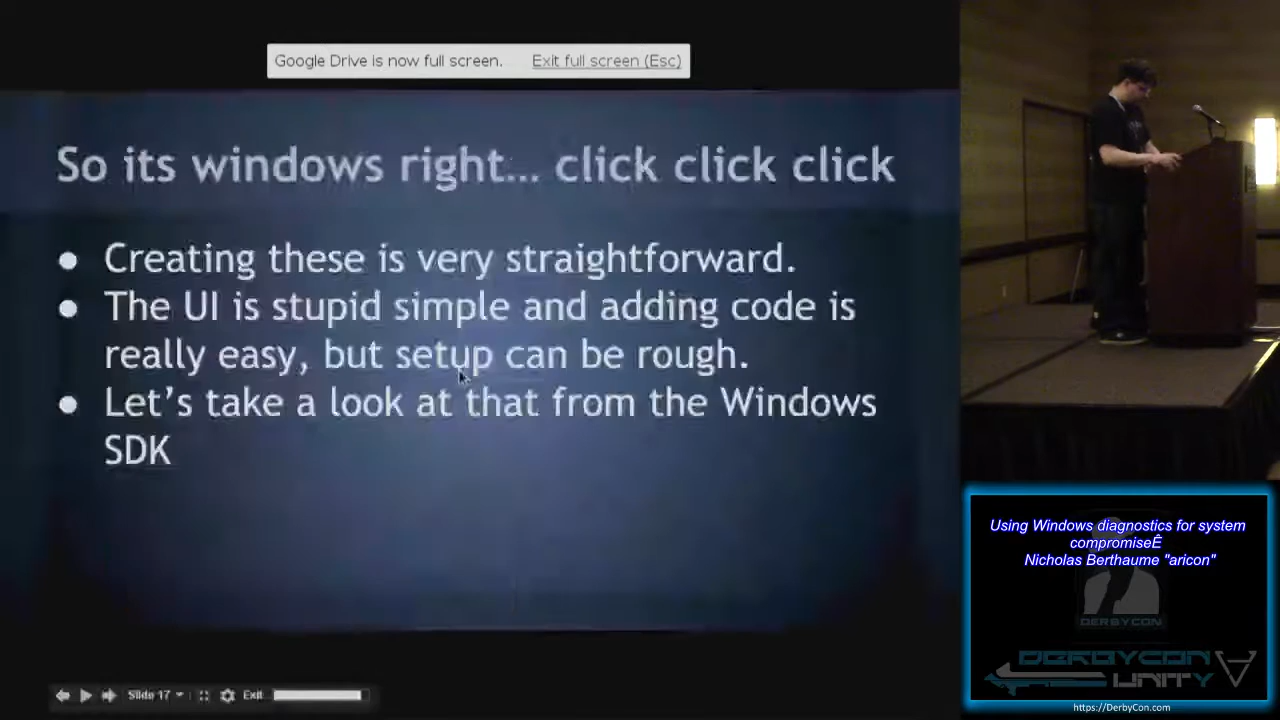 Google Drive is now full screen. Exit full screen (Esc)
So its windows right... click click click
● Creating these is very straightforward.
● The UI is stupid simple and adding code is
really easy, but setup can be rough.
● Let's take a look at that from the Windows
SDK
Slide 17
Exit
Using Windows diagnostics for system
compromiseÊ
Nicholas Berthaume "aricon"
DERBYCON
DERBYCON
UNITY
https://DerbyCon.com